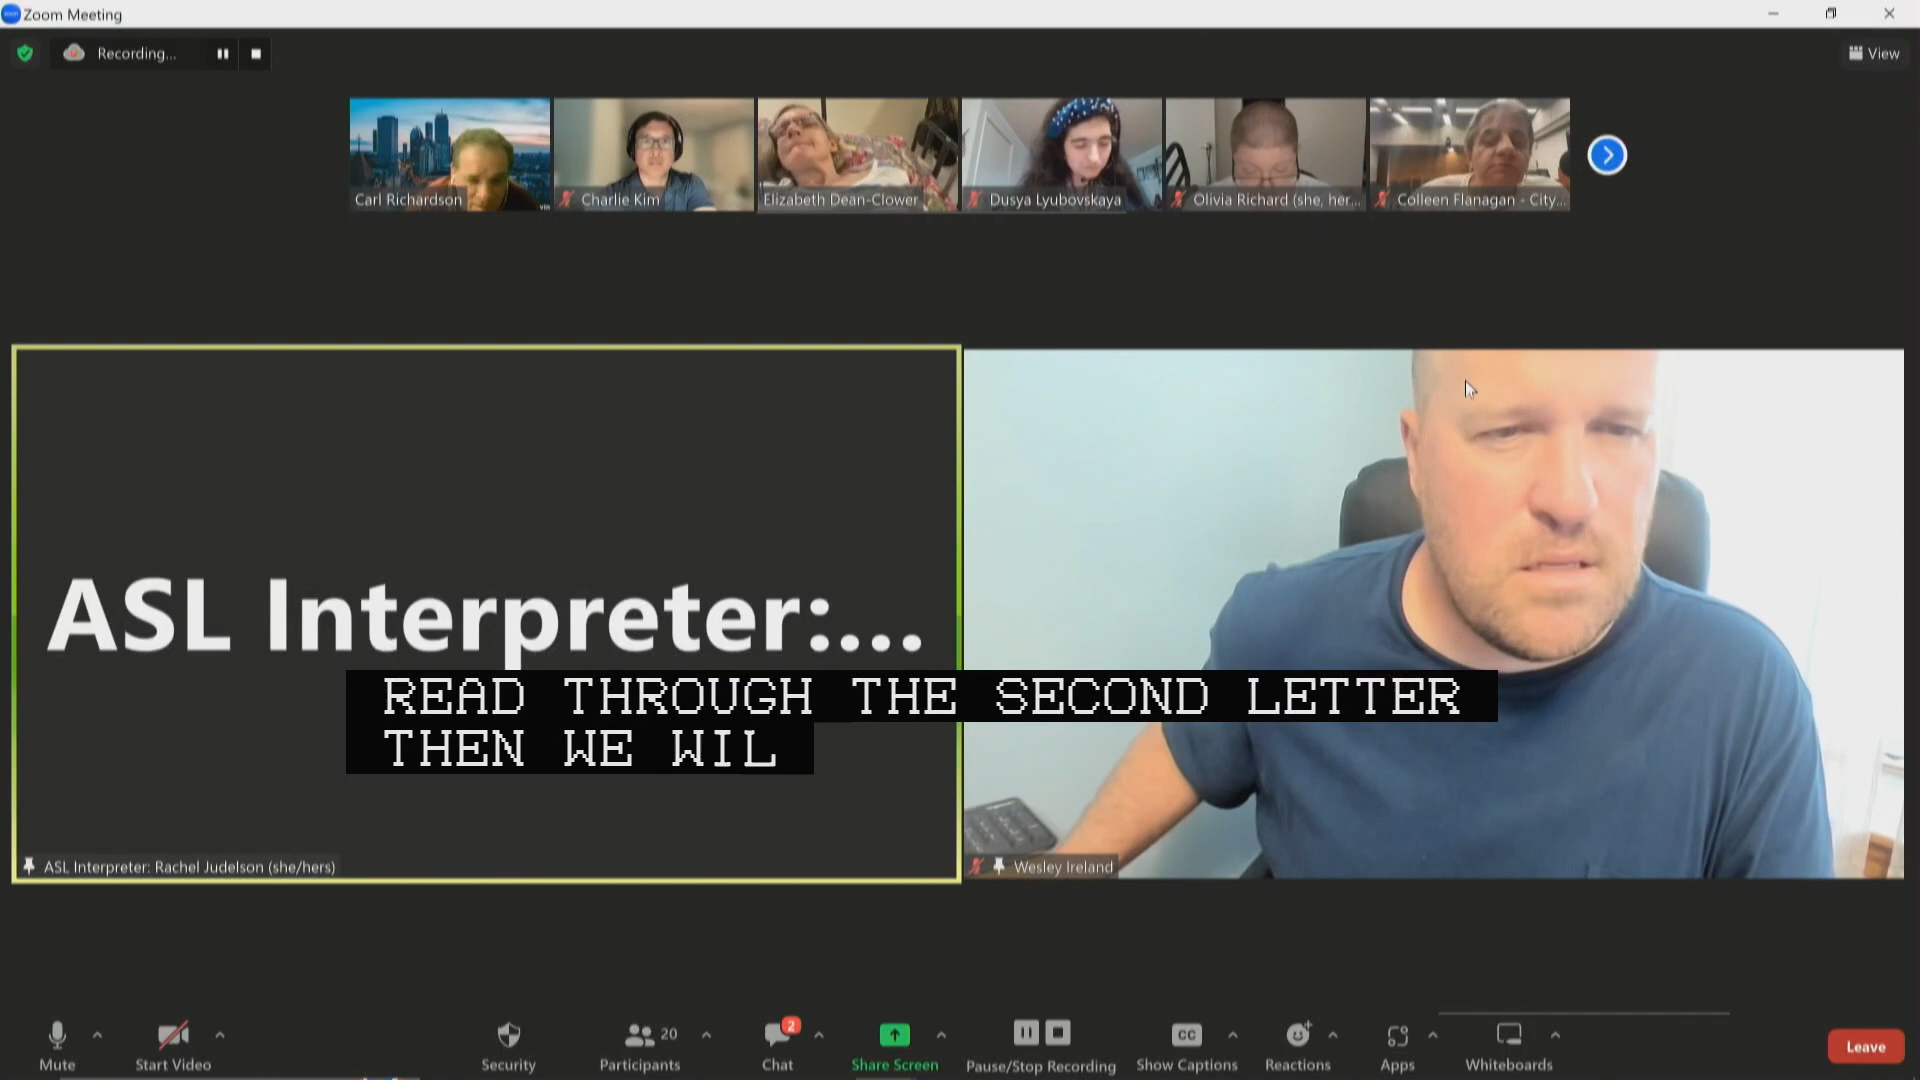 Zoom Meeting
Recording...
View
Carl Richardson
Charlie Kim
Elizabeth Dean-Clower
Dusya Lyubovskaya
Olivia Richard (she, her...
Colleen Flanagan - City...
ASL Interpreter:...
READ THROUGH THE SECOND LETTER
THEN WE WIL
ASL Interpreter: Rachel Judelson (she/hers)
Wesley Ireland
Mute
Start Video
Security
20
Participants
2
Chat
Share Screen
Pause/Stop Recording
CC
Show Captions
Reactions
Apps
Whiteboards
Leave